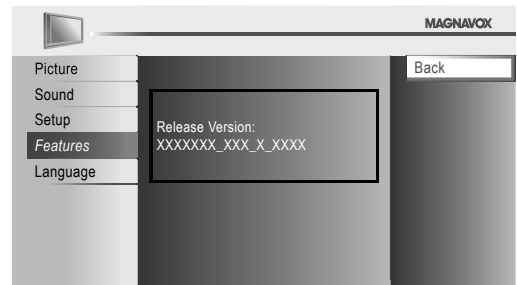 MAGNAVOX
Picture
Sound
Setup
Features
Language
Release Version:
XXXXXXX_XXX_X_XXXX
Back